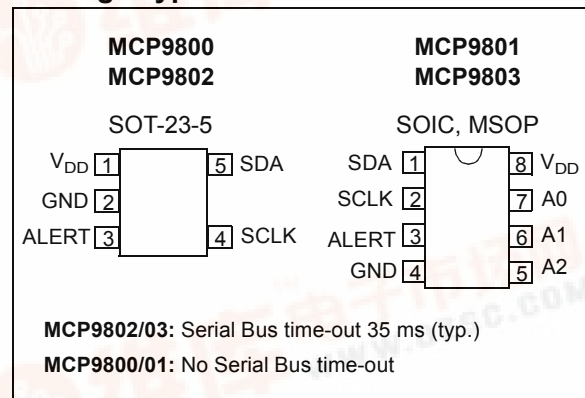 MCP9800
MCP9802
SOT-23-5
VDD 1
GND 2
ALERT 3
5 SDA
4 SCLK
MCP9801
MCP9803
SOIC, MSOP
SDA 1
SCLK 2
ALERT 3
GND 4
8 VDD
7 A0
6 A1
5 A2
MCP9802/03: Serial Bus time-out 35 ms (typ.)
MCP9800/01: No Serial Bus time-out